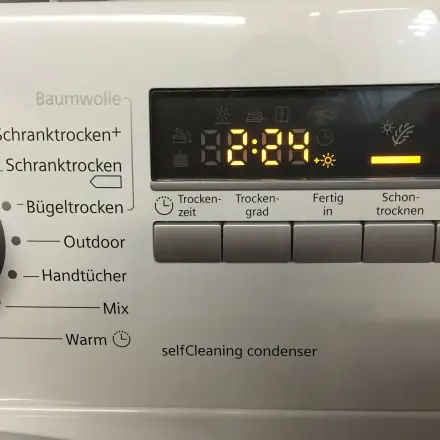 Baumwolle
Schranktrocken+
Schranktrocken
Bügeltrocken
Outdoor
Handtücher
Mix
Warm
2:24
Trocken-
zeit
Trocken-
grad
Fertig
in
Schon-
trocknen
selfCleaning condenser